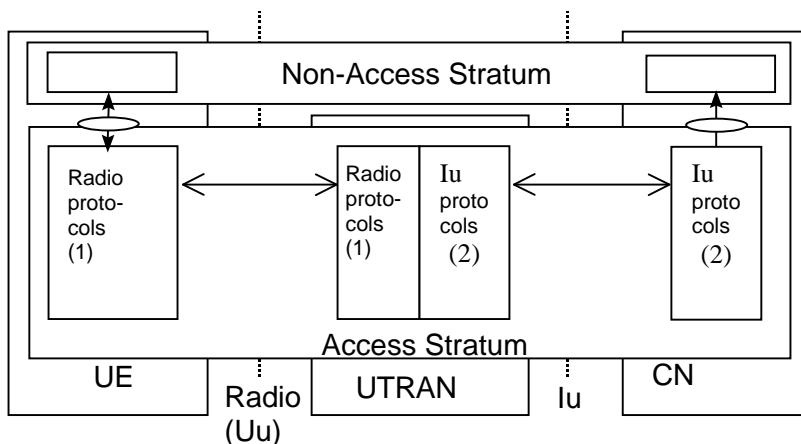 Non-Access Stratum
Radio
proto-
cols
(1)
Radio
proto-
cols
(1)
Iu
proto
cols
(2)
Iu
proto
cols
(2)
Access Stratum
UE
Radio
(Uu)
UTRAN
Iu
CN